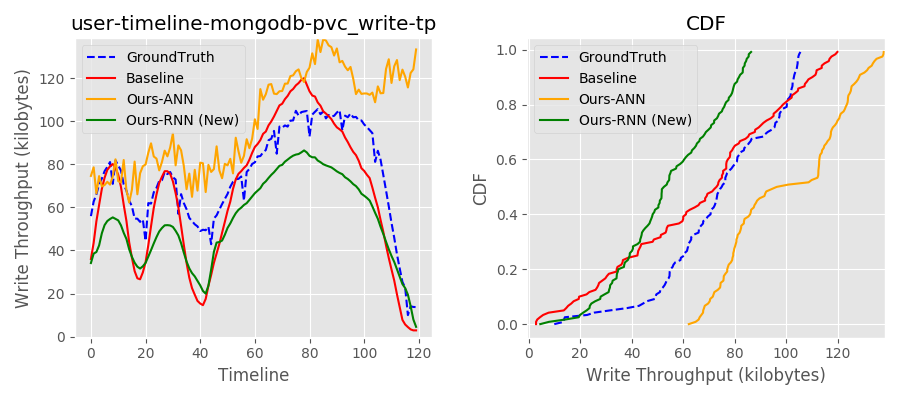 user-timeline-mongodb-pvc_write-tp
GroundTruth
Baseline
Ours-ANN
Ours-RNN (New)
Write Throughput (kilobytes)
120
100
80
60
40
20
0
0 20 40 60 80 100 120
Timeline
CDF
GroundTruth
Baseline
Ours-ANN
Ours-RNN (New)
CDF
1.0
0.8
0.6
0.4
0.2
0.0
0 20 40 60 80 100 120
Write Throughput (kilobytes)